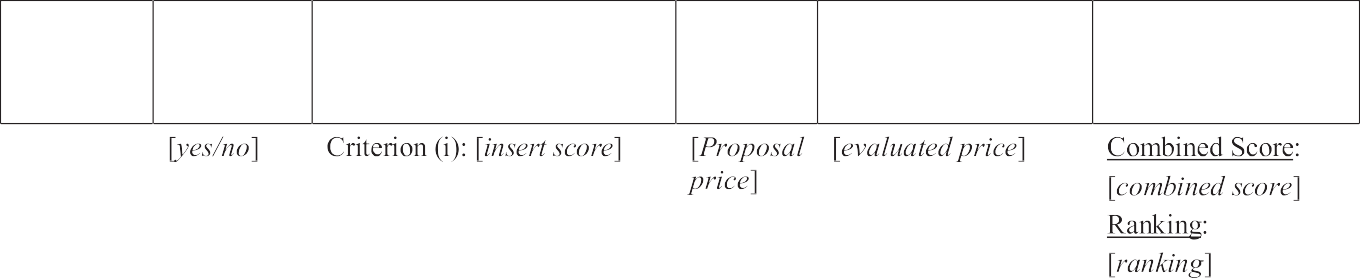 [yes/no]
Criterion (i): [insert score]
[Proposal
price]
[evaluated price]
Combined Score:
[combined score]
Ranking:
[ranking]